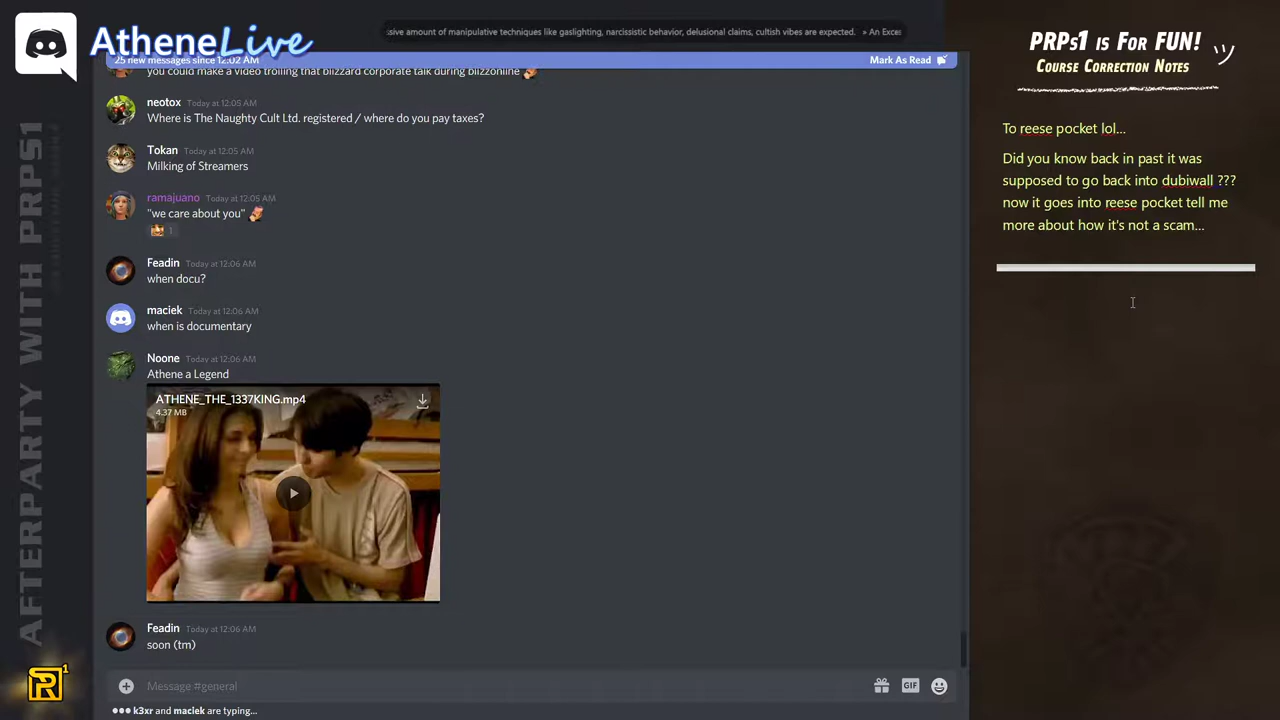 AtheneLive
sive amount of manipulative techniques like gaslighting, narcissistic behavior, delusional claims, cultish vibes are expected. » An Exce
25 new messages since 12:02 AM
Mark As Read
you could make a video trolling that blizzard corporate talk during blizzonline
neotox Today at 12:05 AM
Where is The Naughty Cult Ltd. registered / where do you pay taxes?
Tokan Today at 12:05 AM
Milking of Streamers
ramajuano Today at 12:05 AM
"we care about you"
1
Feadin Today at 12:06 AM
when docu?
maciek Today at 12:06 AM
when is documentary
Noone Today at 12:06 AM
Athene a Legend
ATHENE_THE_1337KING.mp4
4.37 MB
Feadin Today at 12:06 AM
soon (tm)
Message #general
GIF
k3xr and maciek are typing...
AFTERPARTY WITH PRPS1
R1
PRPs1 is For FUN! ツ
Course Correction Notes
To reese pocket lol...
Did you know back in past it was
supposed to go back into dubiwall ???
now it goes into reese pocket tell me
more about how it's not a scam...